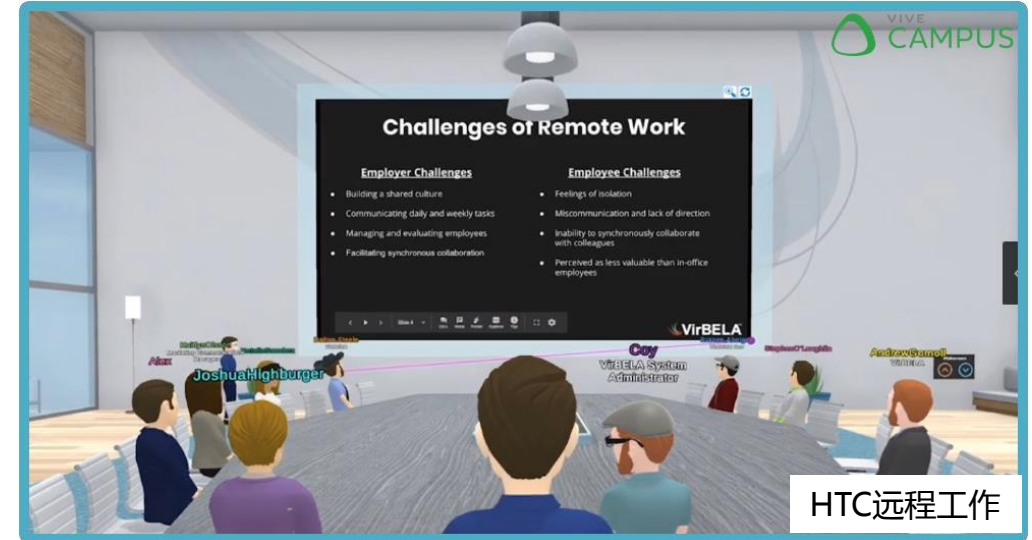 VIVE
CAMPUS
Challenges of Remote Work
Employer Challenges
• Building a shared culture
• Communicating daily and weekly tasks
• Managing and evaluating employees
• Facilitating synchronous collaboration
Employee Challenges
• Feelings of isolation
• Miscommunication and lack of direction
• Inability to synchronously collaborate
with colleagues
• Perceived as less valuable than in-office
employees
VirBELA
Alex
JoshuaHighburger
Coy
VirBELA System
Administrator
AndrewGomoll
VirBELA
HTC远程工作